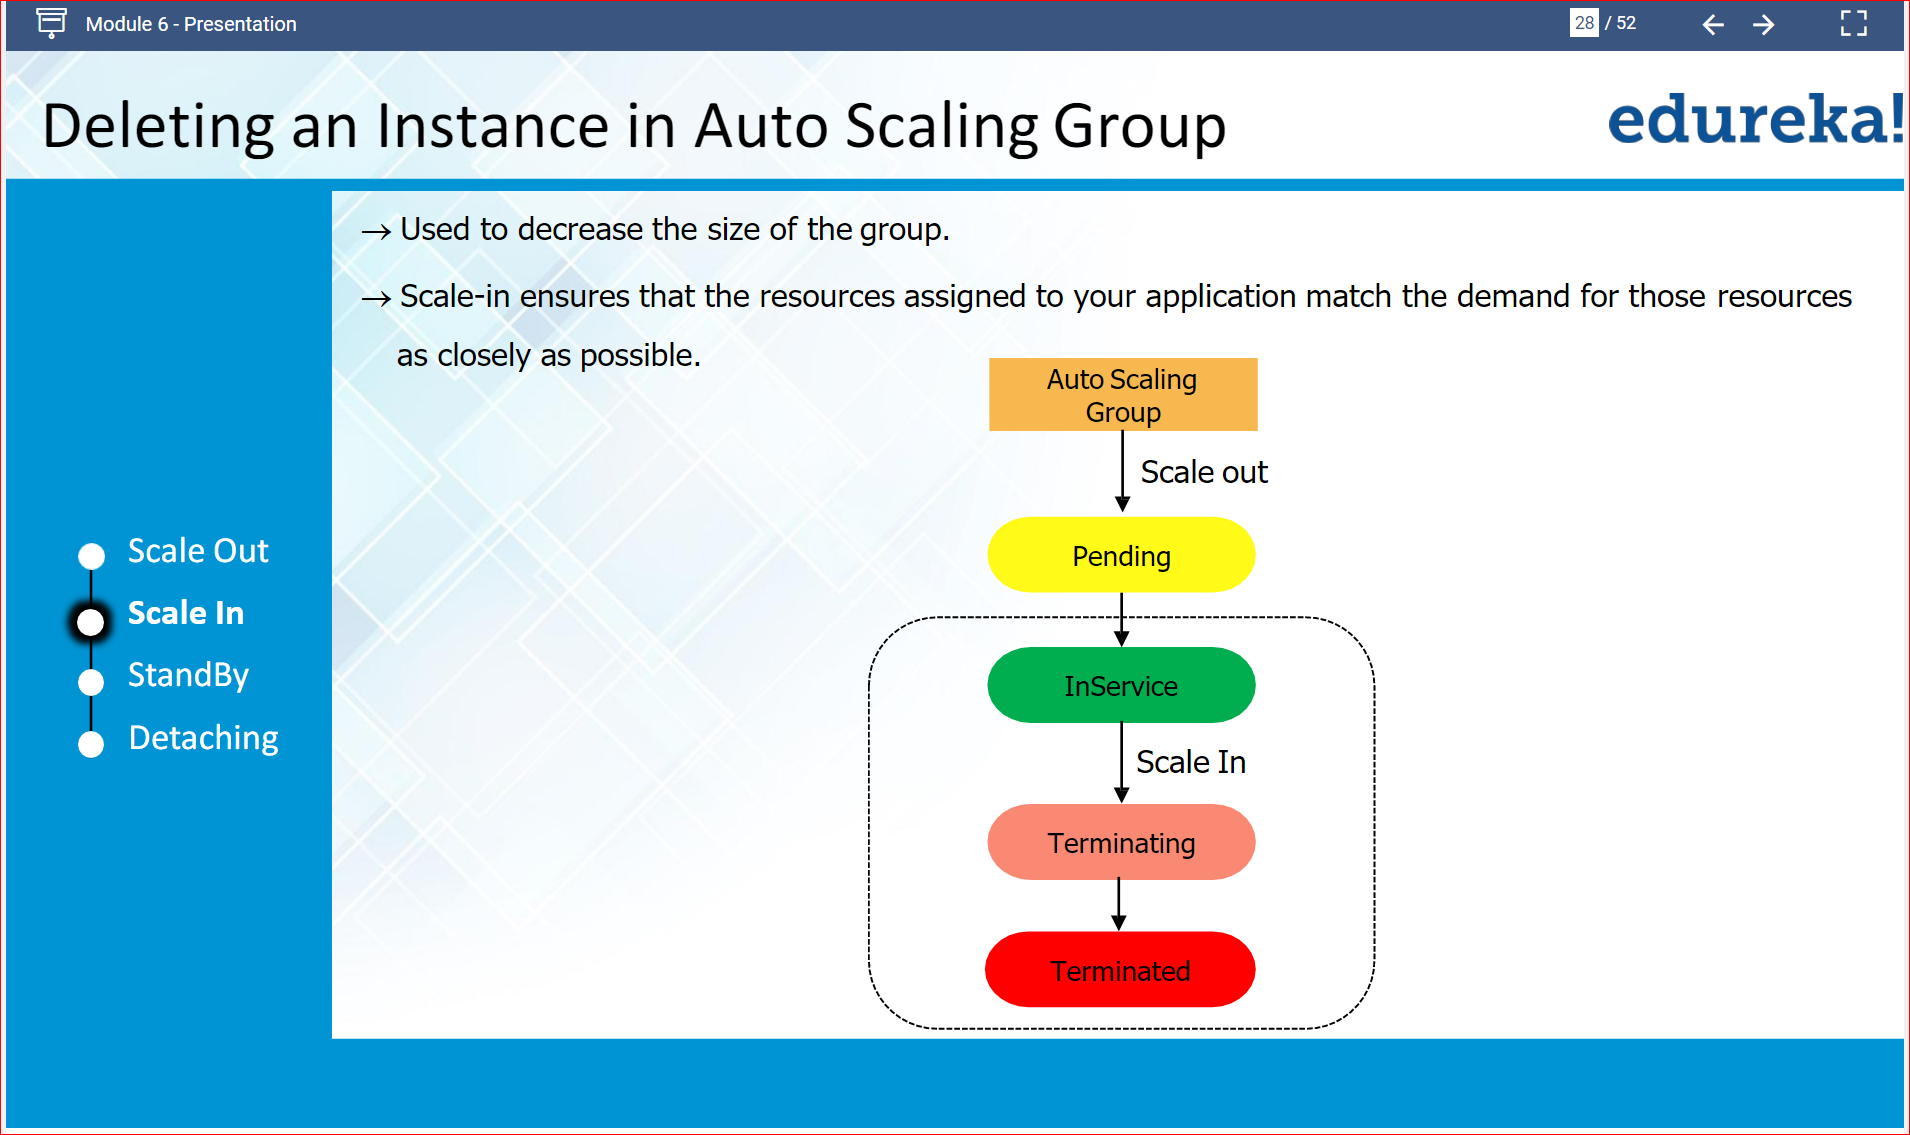 Module 6 - Presentation
28 / 52
Deleting an Instance in Auto Scaling Group
edureka!
→ Used to decrease the size of the group.
→ Scale-in ensures that the resources assigned to your application match the demand for those resources
as closely as possible.
Auto Scaling
Group
Scale out
Pending
InService
Scale In
Terminating
Terminated
Scale Out
Scale In
StandBy
Detaching